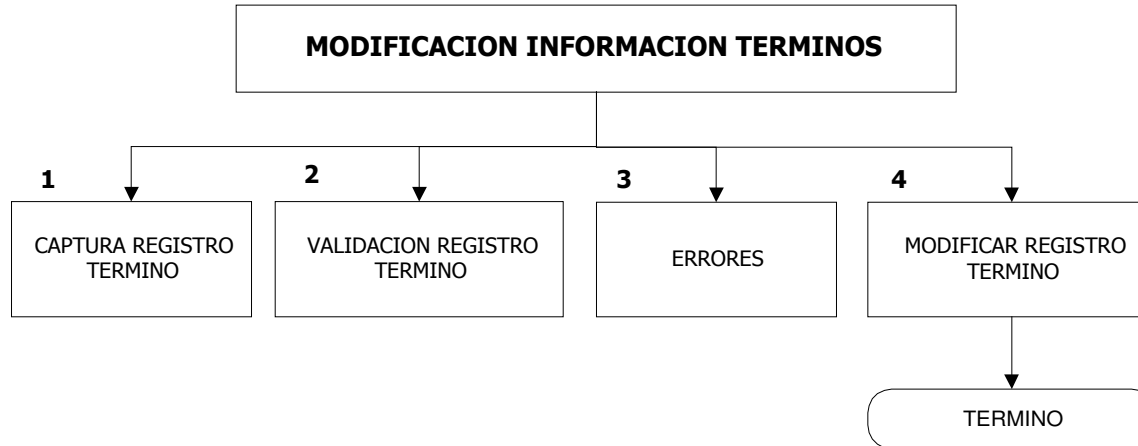 MODIFICACION INFORMACION TERMINOS
1
2
3
4
CAPTURA REGISTRO
TERMINO
VALIDACION REGISTRO
TERMINO
ERRORES
MODIFICAR REGISTRO
TERMINO
TERMINO